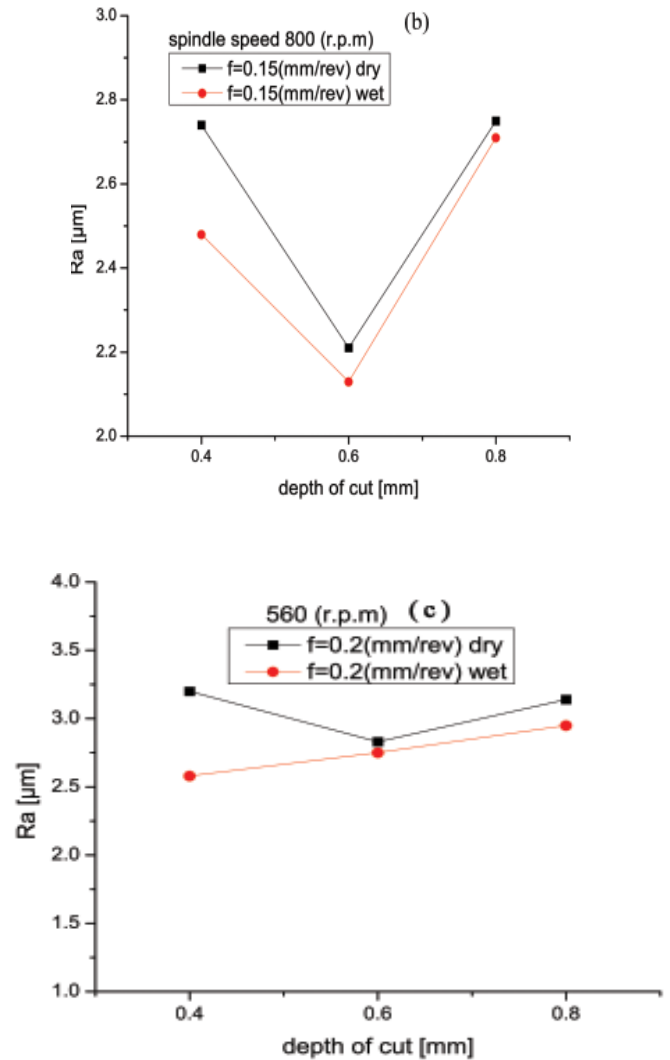 3.0
(b)
spindle speed 800 (r.p.m)
f=0.15(mm/rev) dry
f=0.15(mm/rev) wet
2.8
2.6
2.4
2.2
2.0
Ra [µm]
0.4 0.6 0.8
depth of cut [mm]
4.0
560 (r.p.m) (c)
f=0.2(mm/rev) dry
f=0.2(mm/rev) wet
3.5
3.0
2.5
2.0
1.5
1.0
Ra [µm]
0.4 0.6 0.8
depth of cut [mm]